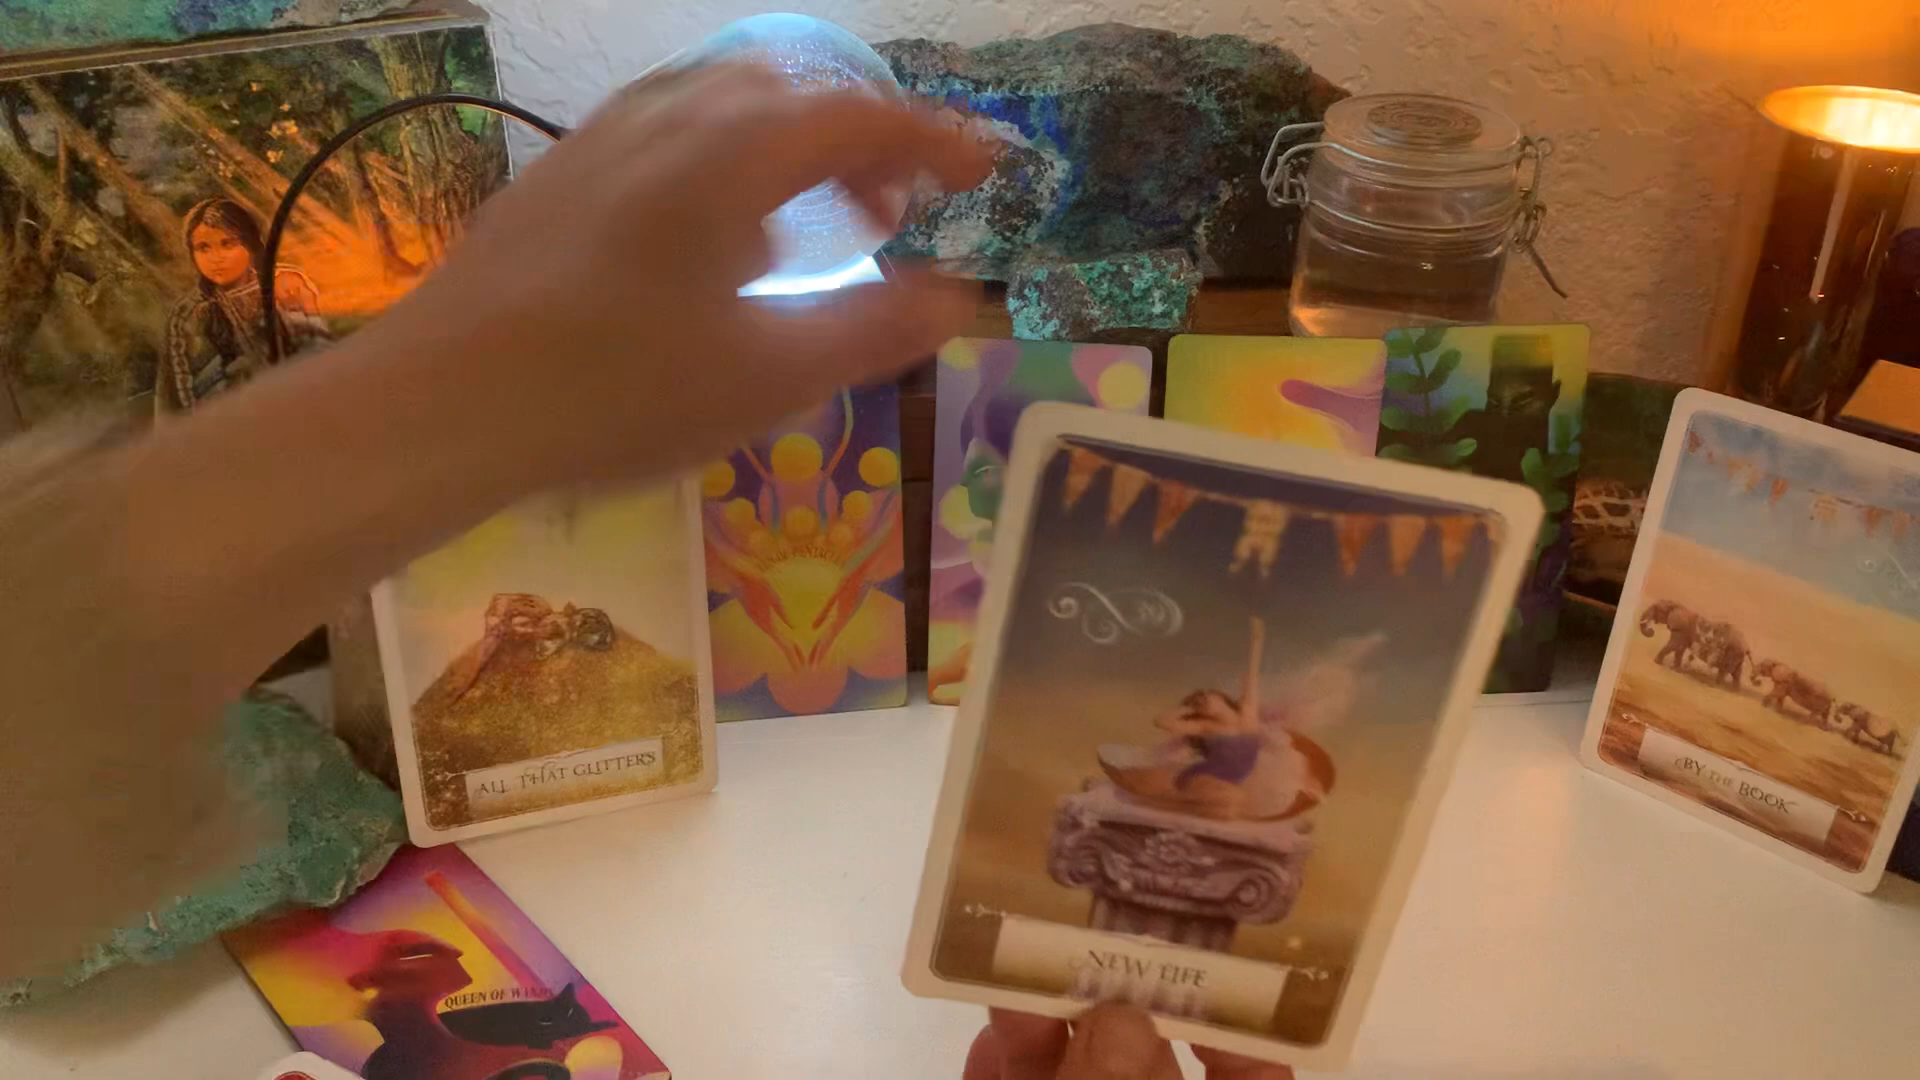 ALL THAT GLITTERS
BY THE BOOK
NEW LIFE
QUEEN OF WANDS